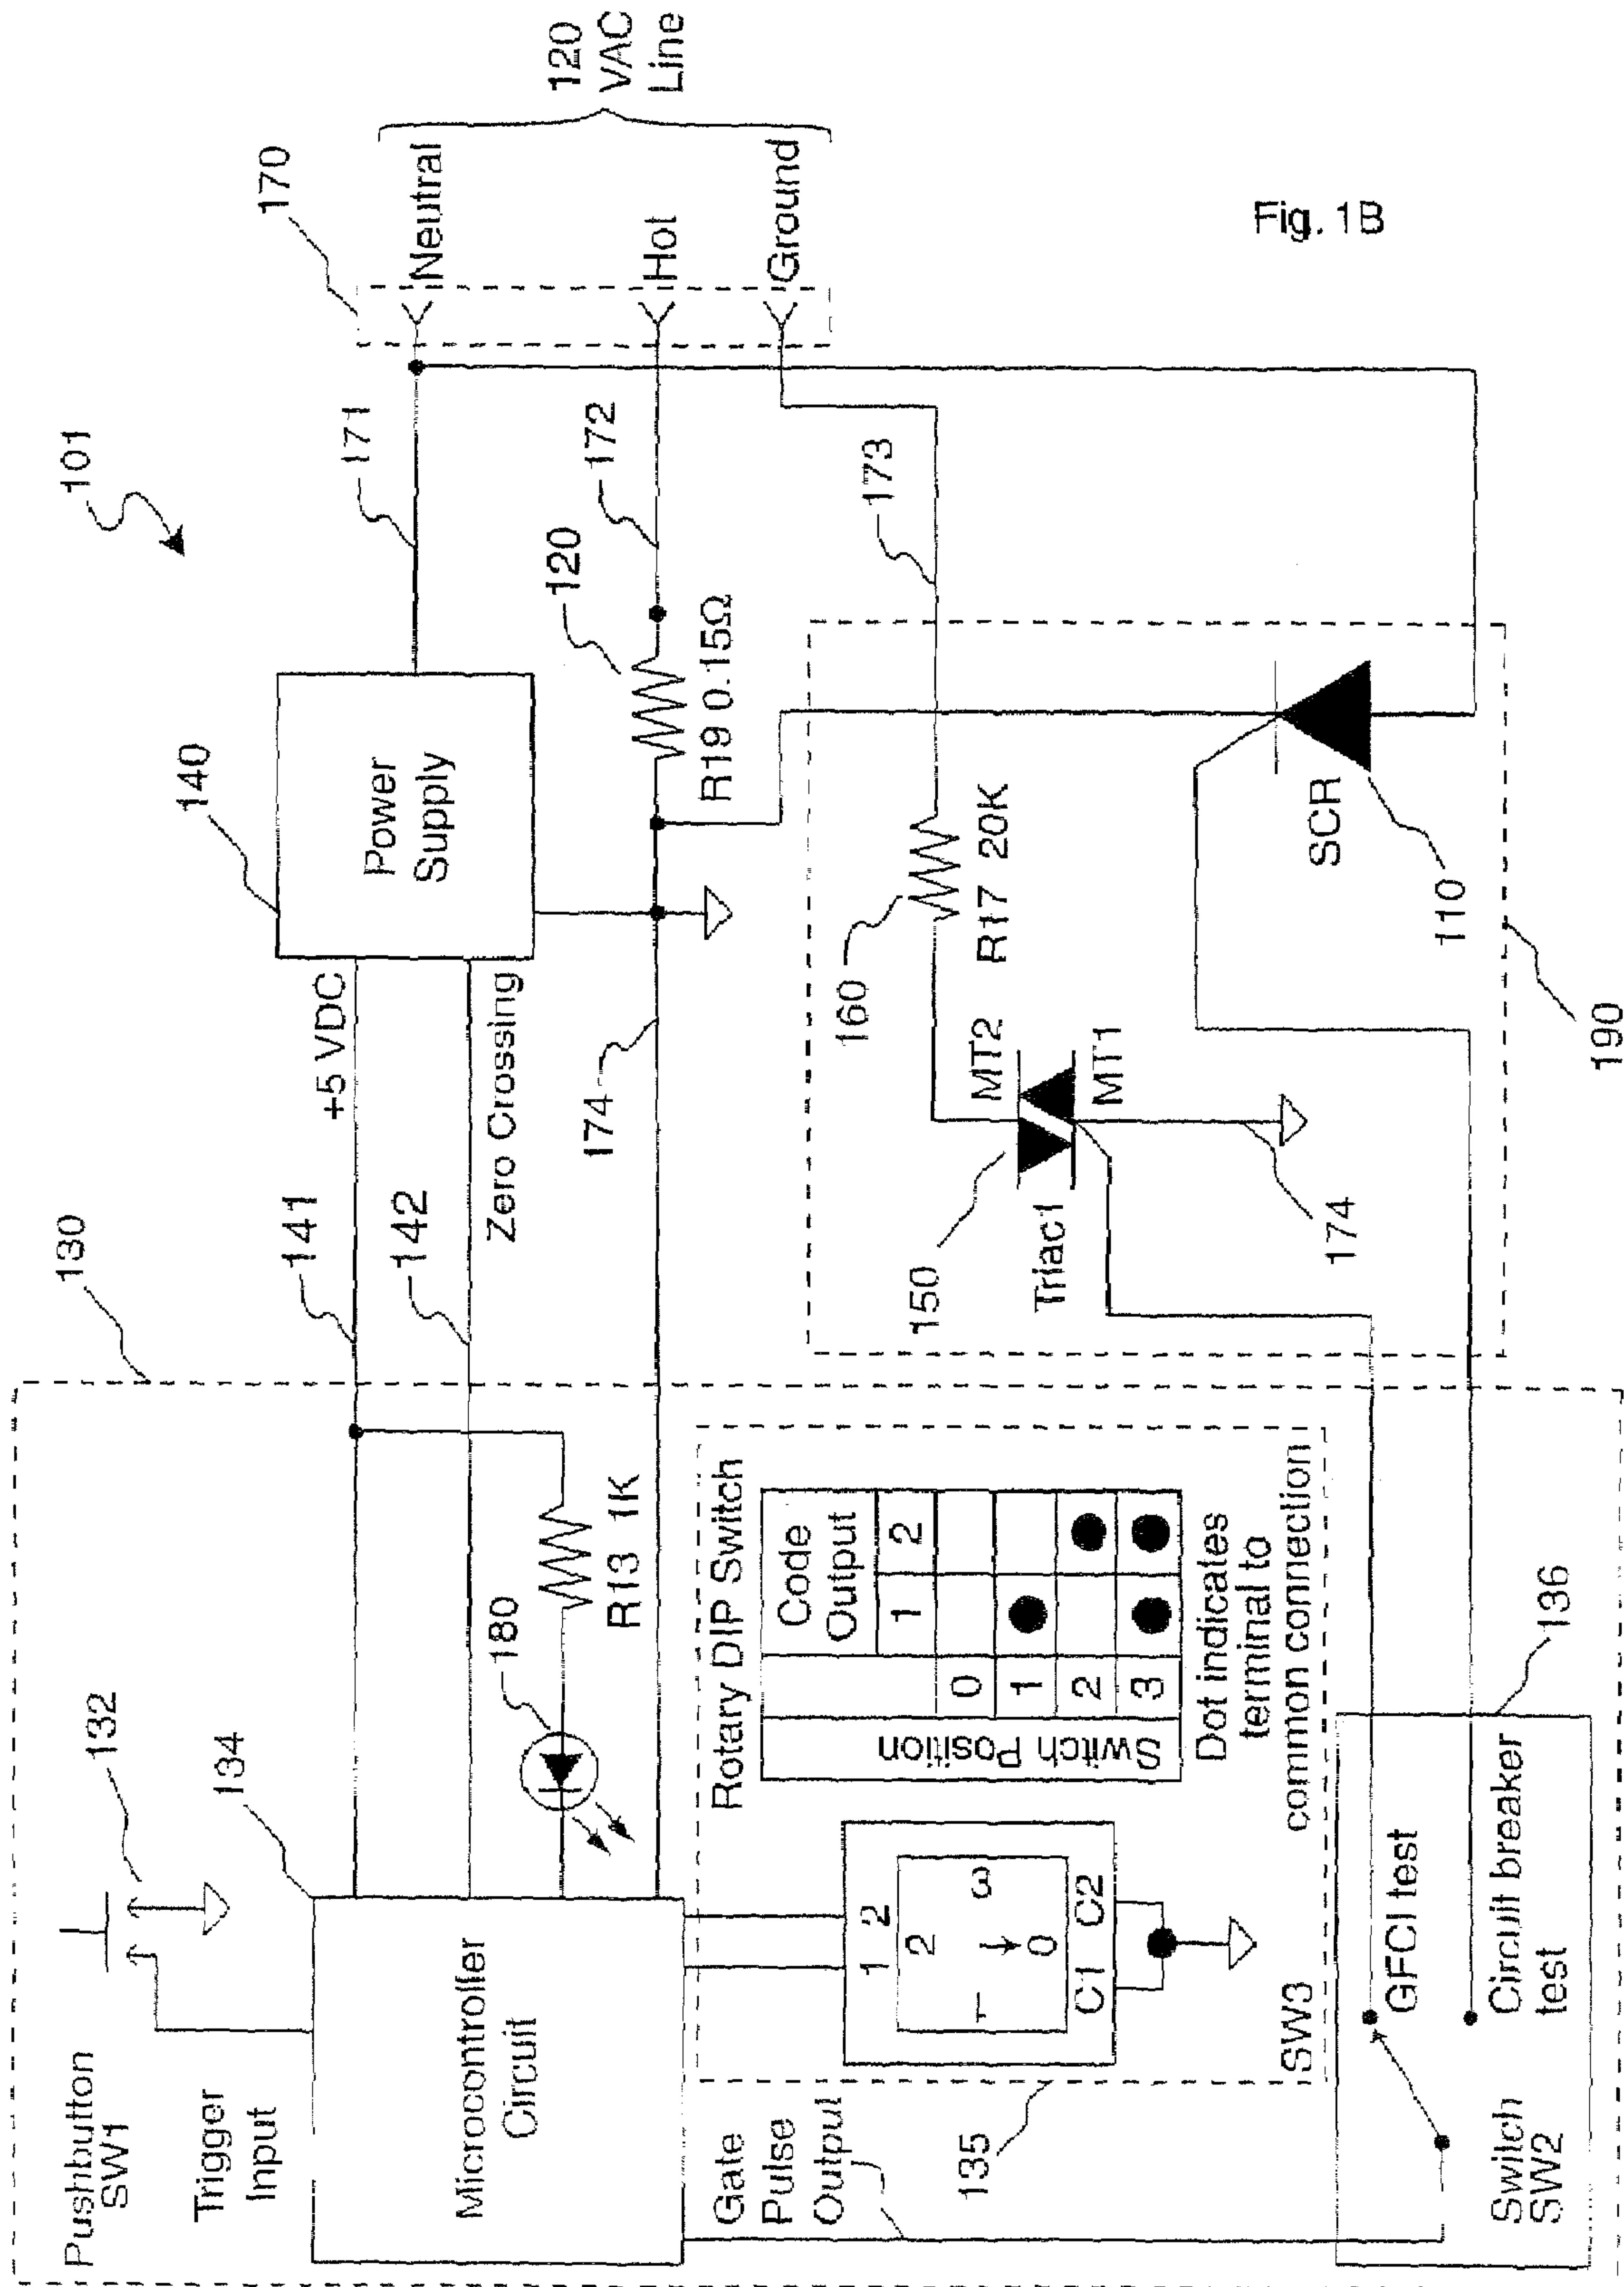 Pushbutton
SW1
132
Trigger
Input
134
Microcontroller
Circuit
130
141
+5 VDC
142
Zero Crossing
180
R13 1K
140
Power
Supply
101
171
170
Neutral
Hot
Ground
120
VAC
Line
172
120
R19 0.15Ω
174
173
Gate
Pulse
Output
135
1 2
2
1 3
0
C1 C2
SW3
Rotary DIP Switch
Switch Position
Code
Output
1 2
0
1
2
3
Dot indicates
terminal to
common connection
150
Triac1
MT2
MT1
174
160
R17 20K
SCR
110
190
136
GFCI test
Circuit breaker
test
Switch
SW2
Fig. 1B